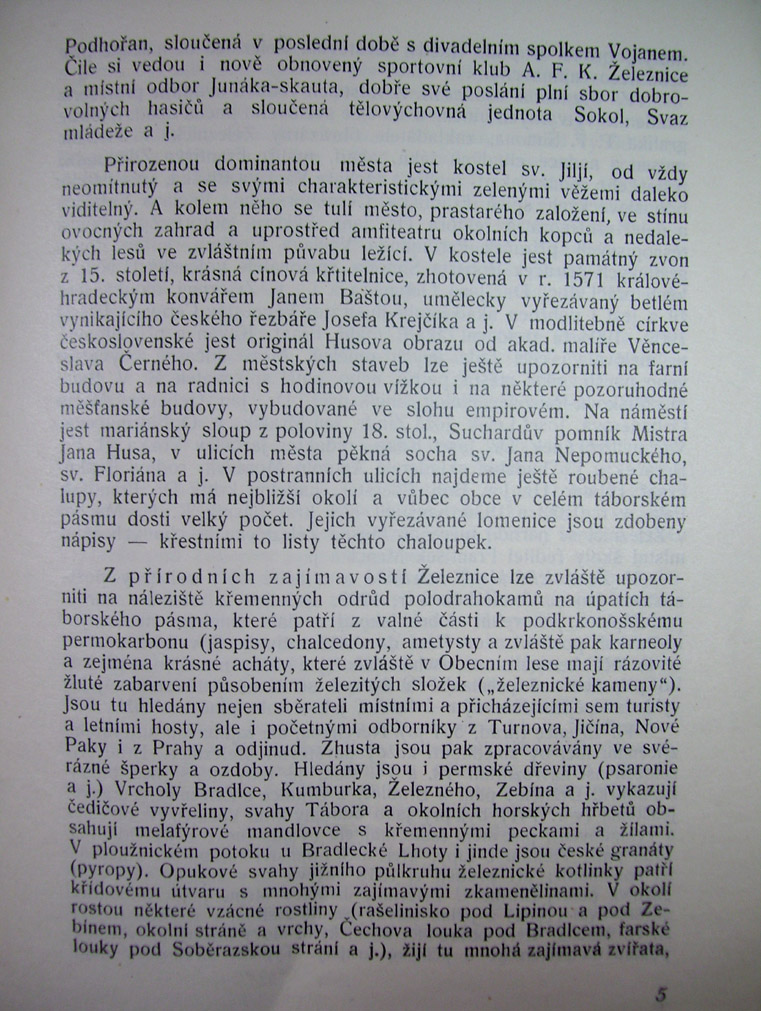 Podhořan, sloučená v poslední době s divadelním spolkem Vojanem.
Čile si vedou i nově obnovený sportovní klub A. F. K. Železnice
a místní odbor Junáka-skauta, dobře své poslání plní sbor dobro-
volných hasičů a sloučená tělovýchovná jednota Sokol, Svaz
mládeže a j.
Přirozenou dominantou města jest kostel sv. Jiljí, od vždy
neomítnutý a se svými charakteristickými zelenými věžemi daleko
viditelný. A kolem něho se tulí město, prastarého založení, ve stínu
ovocných zahrad a uprostřed amfiteatru okolních kopců a nedale-
kých lesů ve zvláštním půvabu ležící. V kostele jest památný zvon
z 15. století, krásná cínová křtitelnice, zhotovená v r. 1571 králové-
hradeckým konvářem Janem Baštou, umělecky vyřezávaný betlém
vynikajícího českého řezbáře Josefa Krejčíka a j. V modlitebně církve
československé jest originál Husova obrazu od akad. malíře Věnce-
slava Černého. Z městských staveb lze ještě upozorniti na farní
budovu a na radnici s hodinovou vížkou i na některé pozoruhodné
měšťanské budovy, vybudované ve slohu empirovém. Na náměstí
jest mariánský sloup z poloviny 18. stol., Suchardův pomník Mistra
Jana Husa, v ulicích města pěkná socha sv. Jana Nepomuckého,
sv. Floriána a j. V postranních ulicích najdeme ještě roubené cha-
lupy, kterých má nejbližší okolí a vůbec obce v celém táborském
pásmu dosti velký počet. Jejich vyřezávané lomenice jsou zdobeny
nápisy — křestními to listy těchto chaloupek.
Z přírodních zajímavostí Železnice lze zvláště upozor-
niti na náleziště křemenných odrůd polodrahokamů na úpatích tá-
borského pásma, které patří z valné části k podkrkonošskému
permokarbonu (jaspisy, chalcedony, ametysty a zvláště pak karneoly
a zejména krásné acháty, které zvláště v Obecním lese mají rázovité
žluté zabarvení působením železitých složek („železnické kameny“).
Jsou tu hledány nejen sběrateli místními a přicházejícími sem turisty
a letními hosty, ale i početnými odborníky z Turnova, Jičína, Nové
Paky i z Prahy a odjinud. Zhusta jsou pak zpracovávány ve své-
rázné šperky a ozdoby. Hledány jsou i permské dřeviny (psaronie
a j.) Vrcholy Bradlce, Kumburka, Železného, Zebína a j. vykazují
čedičové vyvřeliny, svahy Tábora a okolních horských hřbetů ob-
sahují melafýrové mandlovce s křemennými peckami a žilami.
V ploužnickém potoku u Bradlecké Lhoty i jinde jsou české granáty
(pyropy). Opukové svahy jižního půlkruhu železnické kotlinky patří
křídovému útvaru s mnohými zajímavými zkamenělinami. V okolí
rostou některé vzácné rostliny (rašelinisko pod Lipinou a pod Ze-
bínem, okolní stráně a vrchy, Čechova louka pod Bradlcem, farské
louky pod Soběrazskou strání a j.), žijí tu mnohá zajímavá zvířata,
5